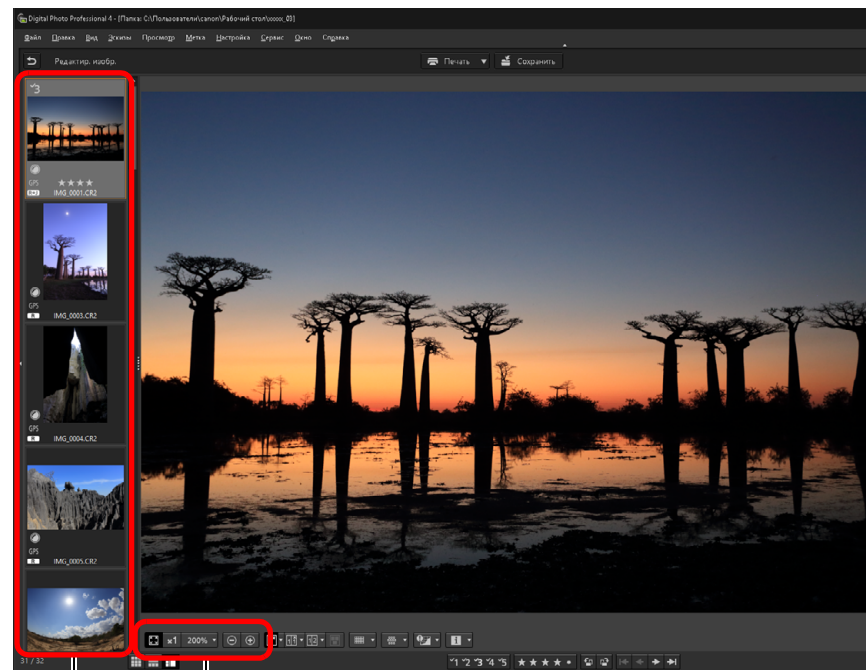 Digital Photo Professional 4 - [Папка: C:\Пользователи\canon\Рабочий стол\xxxxx_03]
Файл Правка Вид Эскизы Просмотр Метка Настройка Сервис Окно Справка
Редактир. изобр. Печать Сохранить
3
GPS
IMG_0001.CR2
GPS
R IMG_0003.CR2
GPS
R IMG_0004.CR2
GPS
R IMG_0005.CR2
x1 200%
31 / 32 1 2 3 4 5